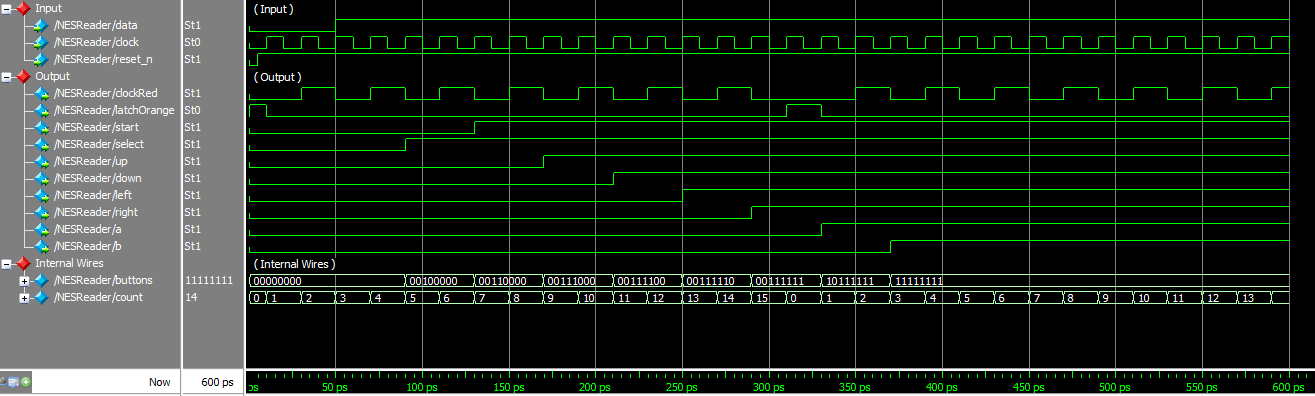 Input ( Input )
/NESReader/data St1
/NESReader/clock St0
/NESReader/reset_n St1
Output ( Output )
/NESReader/clockRed St1
/NESReader/latchOrange St0
/NESReader/start St1
/NESReader/select St1
/NESReader/up St1
/NESReader/down St1
/NESReader/left St1
/NESReader/right St1
/NESReader/a St1
/NESReader/b St1
Internal Wires ( Internal Wires )
/NESReader/buttons 11111111 00000000 00100000 00110000 00111000 00111100 00111110 00111111 10111111 11111111
/NESReader/count 14 0 1 2 3 4 5 6 7 8 9 10 11 12 13 14 15 0 1 2 3 4 5 6 7 8 9 10 11 12 13
Now 600 ps ps 50 ps 100 ps 150 ps 200 ps 250 ps 300 ps 350 ps 400 ps 450 ps 500 ps 550 ps 600 ps